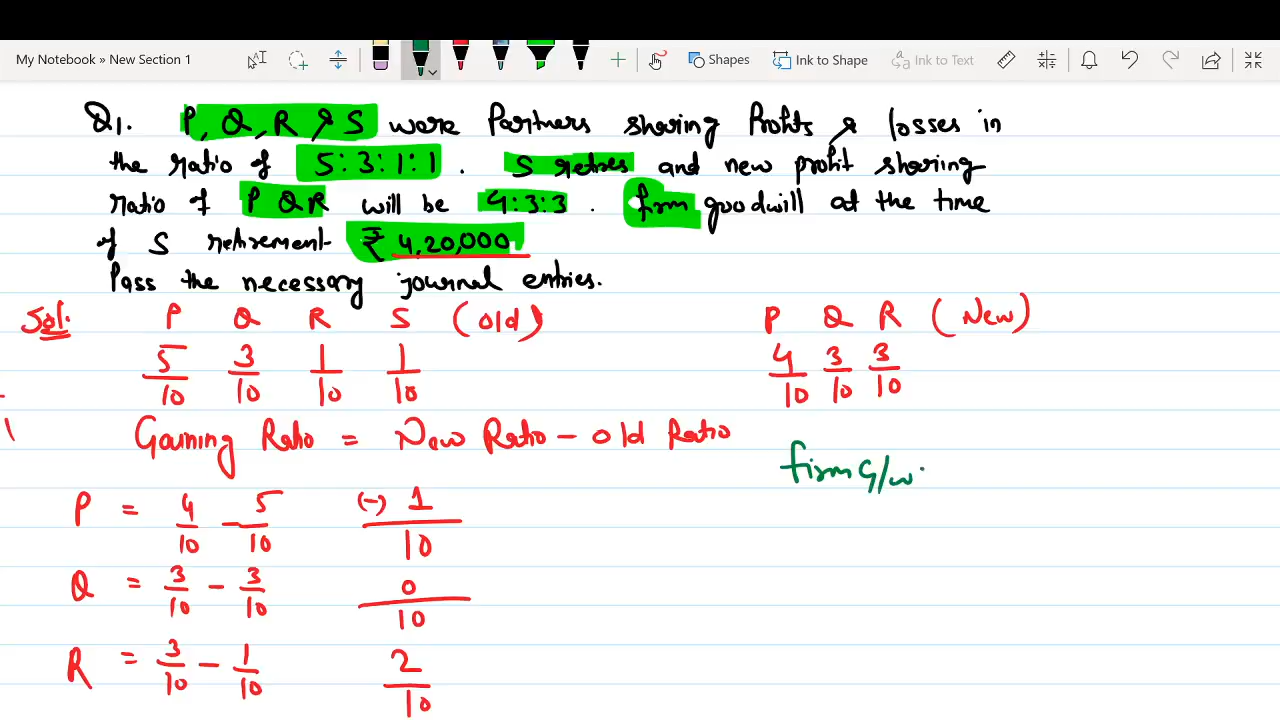 My Notebook » New Section 1
Shapes
Ink to Shape
Ink to Text
Q1. P, Q, R & S were Partners sharing Profits & losses in
the ratio of 5:3:1:1. S retires and new profit sharing
ratio of P Q R will be 4:3:3. firm goodwill at the time
of S retirement ₹ 4,20,000
Pass the necessary journal entries.
Sol. P Q R S (Old) P Q R (New)
5/10 3/10 1/10 1/10 4/10 3/10 3/10
Gaining Ratio = New Ratio - old Ratio
firm G/w
P = 4/10 - 5/10 (-) 1/10
Q = 3/10 - 3/10 0/10
R = 3/10 - 1/10 2/10